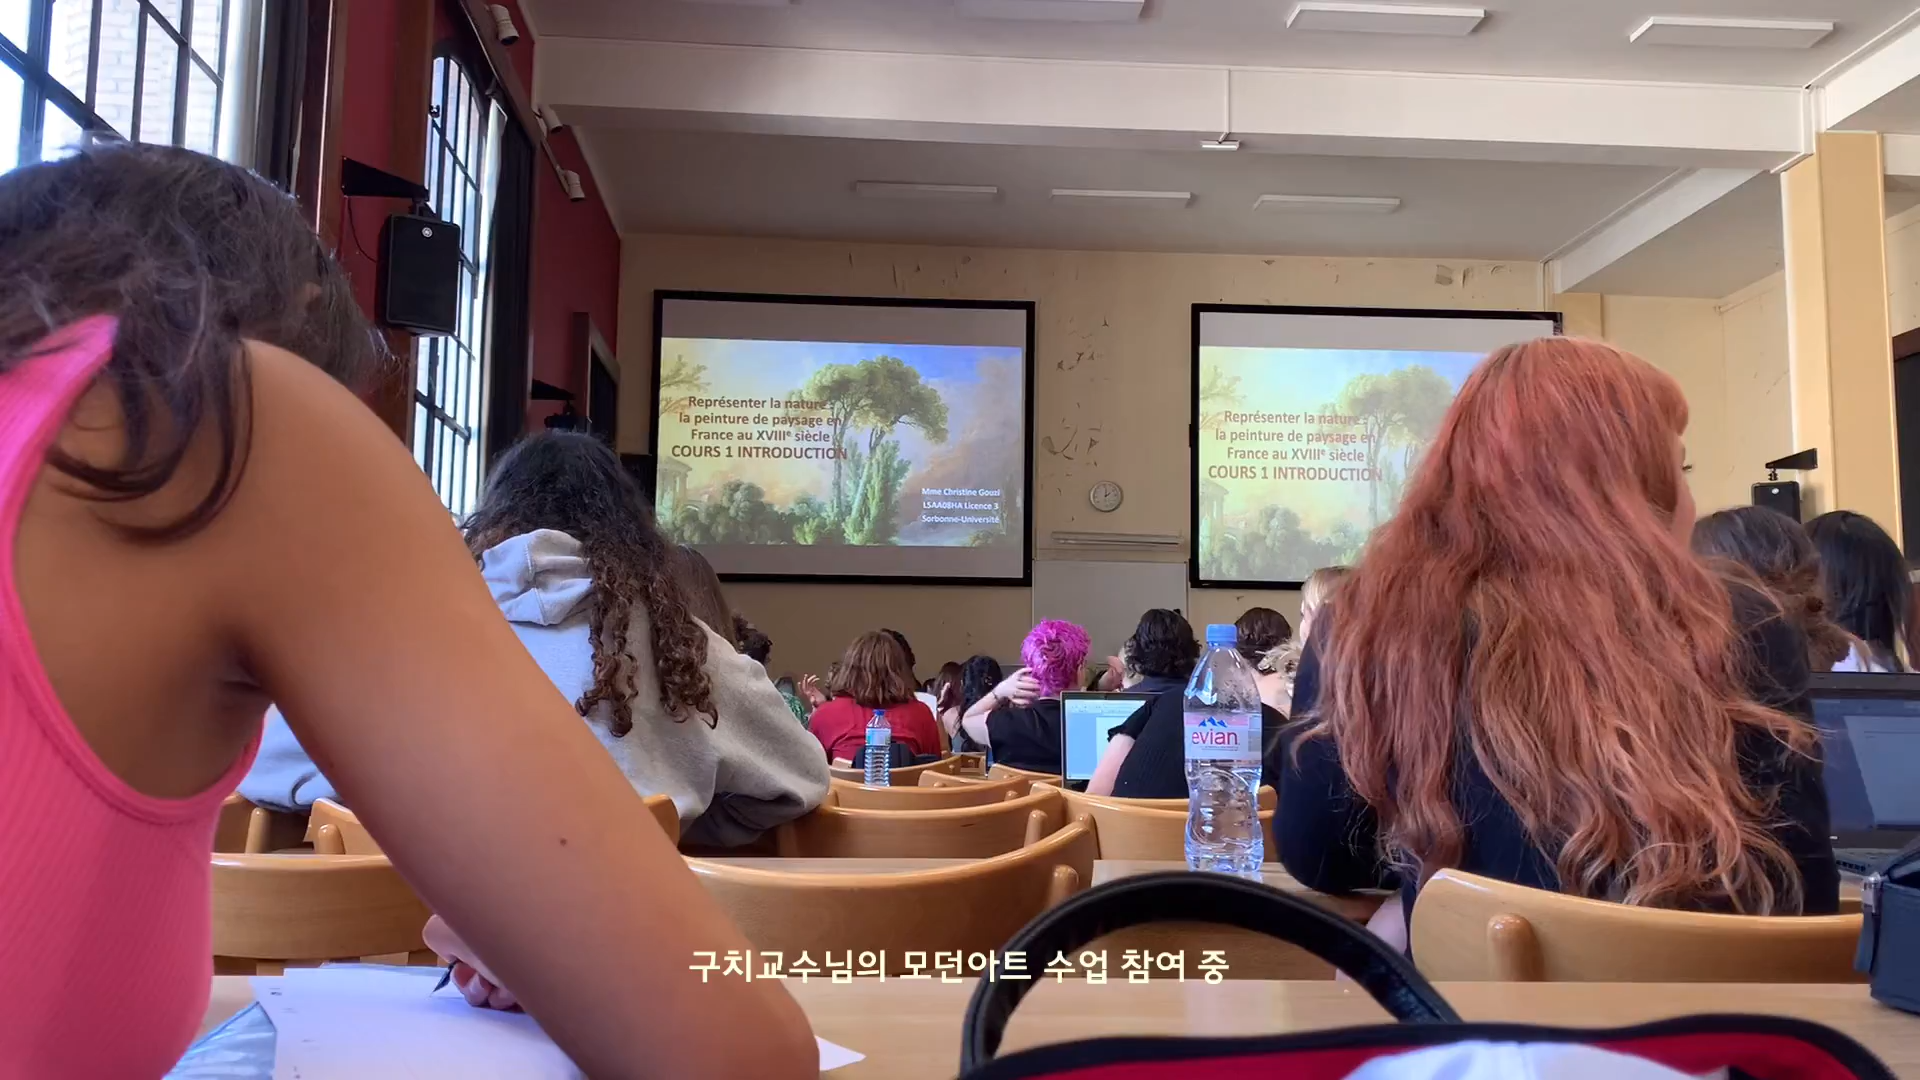 Représenter la nature :
la peinture de paysage en
France au XVIIIe siècle
COURS 1 INTRODUCTION
Mme Christine Gouzi
L5AA08HA Licence 3
Sorbonne-Université
Représenter la nature :
la peinture de paysage en
France au XVIIIe siècle
COURS 1 INTRODUCTION
evian
구치교수님의 모던아트 수업 참여 중